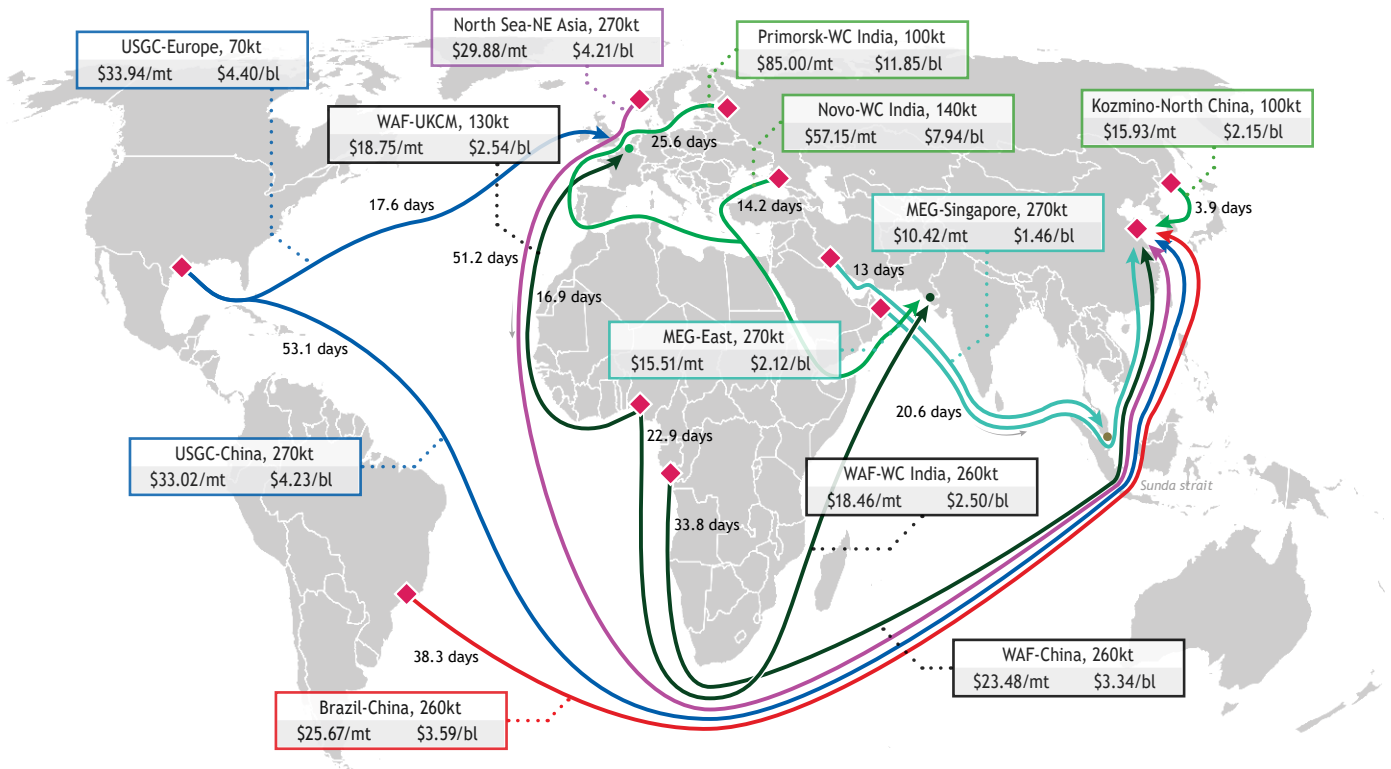 North Sea-NE Asia, 270kt
$29.88/mt $4.21/bl
USGC-Europe, 70kt
$33.94/mt $4.40/bl
Primorsk-WC India, 100kt
$85.00/mt $11.85/bl
WAF-UKCM, 130kt
$18.75/mt $2.54/bl
Novo-WC India, 140kt
$57.15/mt $7.94/bl
Kozmino-North China, 100kt
$15.93/mt $2.15/bl
25.6 days
17.6 days
14.2 days
3.9 days
MEG-Singapore, 270kt
$10.42/mt $1.46/bl
51.2 days
13 days
16.9 days
53.1 days
MEG-East, 270kt
$15.51/mt $2.12/bl
20.6 days
22.9 days
USGC-China, 270kt
$33.02/mt $4.23/bl
WAF-WC India, 260kt
$18.46/mt $2.50/bl
Sunda strait
33.8 days
38.3 days
WAF-China, 260kt
$23.48/mt $3.34/bl
Brazil-China, 260kt
$25.67/mt $3.59/bl